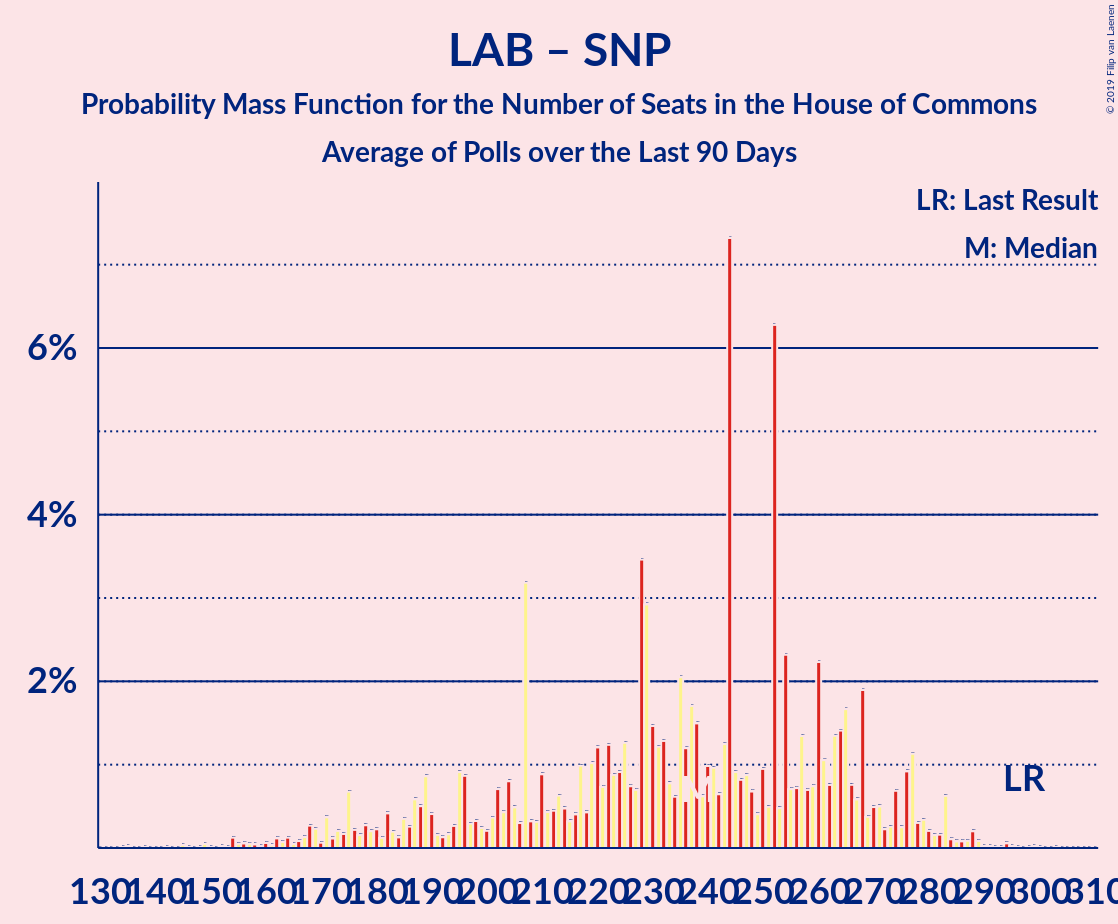 LAB – SNP
Probability Mass Function for the Number of Seats in the House of Commons
Average of Polls over the Last 90 Days
© 2019 Filip van Laenen
LR: Last Result
M: Median
6%
4%
2%
M
LR
130 140 150 160 170 180 190 200 210 220 230 240 250 260 270 280 290 300 310